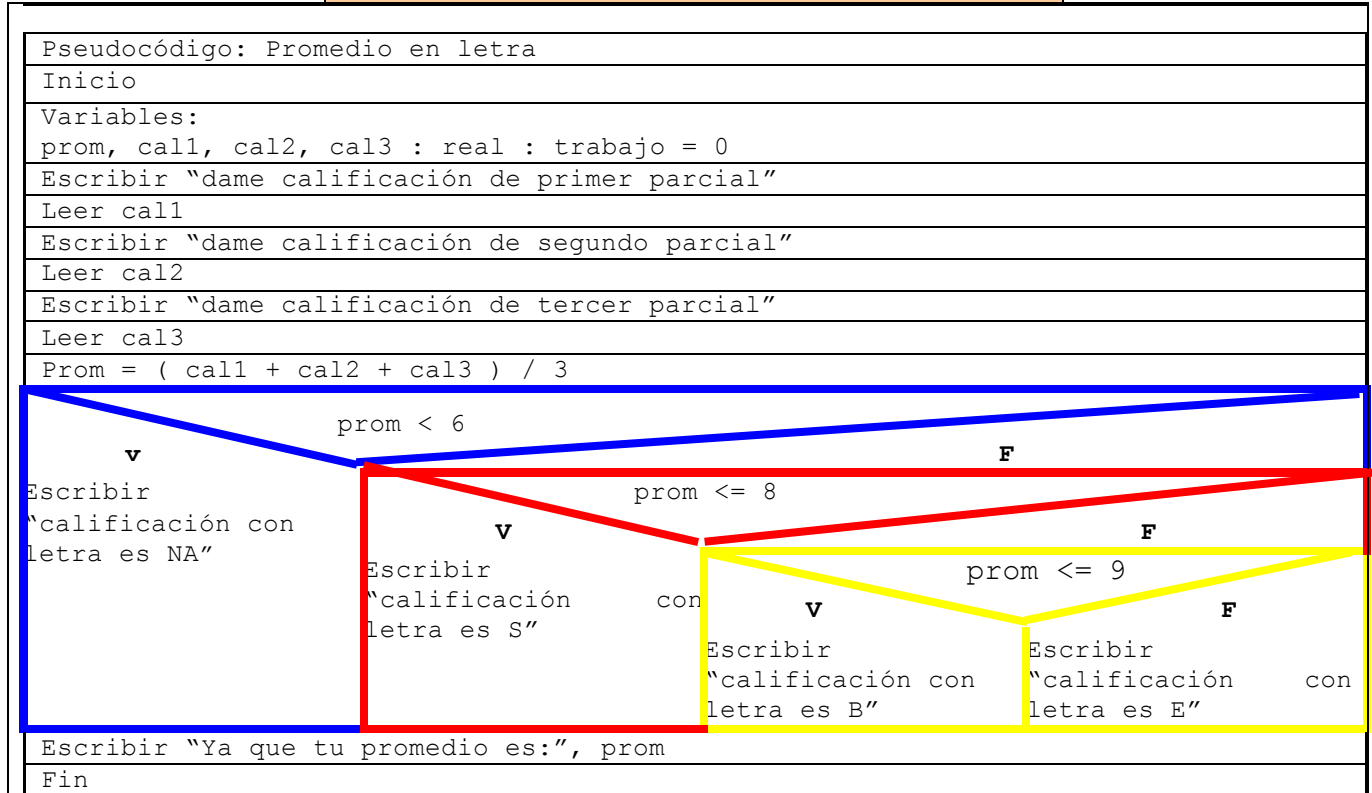 Pseudocódigo: Promedio en letra
Inicio
Variables:
prom, cal1, cal2, cal3 : real : trabajo = 0
Escribir “dame calificación de primer parcial”
Leer cal1
Escribir “dame calificación de segundo parcial”
Leer cal2
Escribir “dame calificación de tercer parcial”
Leer cal3
Prom = ( cal1 + cal2 + cal3 ) / 3
prom < 6
v
F
Escribir
“calificación con
letra es NA”
prom <= 8
V
F
Escribir
“calificación con
letra es S”
prom <= 9
V
F
Escribir
“calificación con
letra es B”
Escribir
“calificación con
letra es E”
Escribir “Ya que tu promedio es:”, prom
Fin